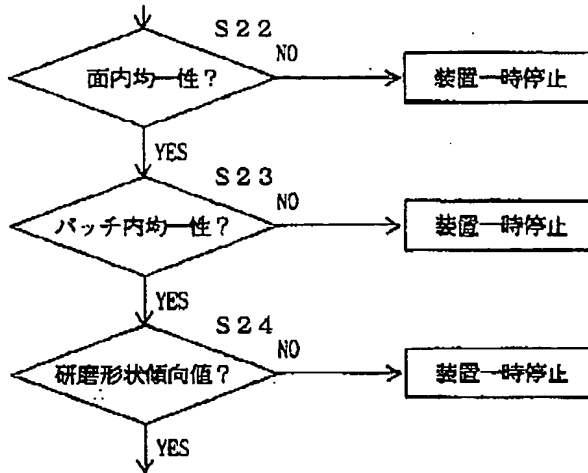 S22
面内均一性?
NO
装置一時停止
YES
S23
バッチ内均一性?
NO
装置一時停止
YES
S24
研磨形状傾向値?
NO
装置一時停止
YES